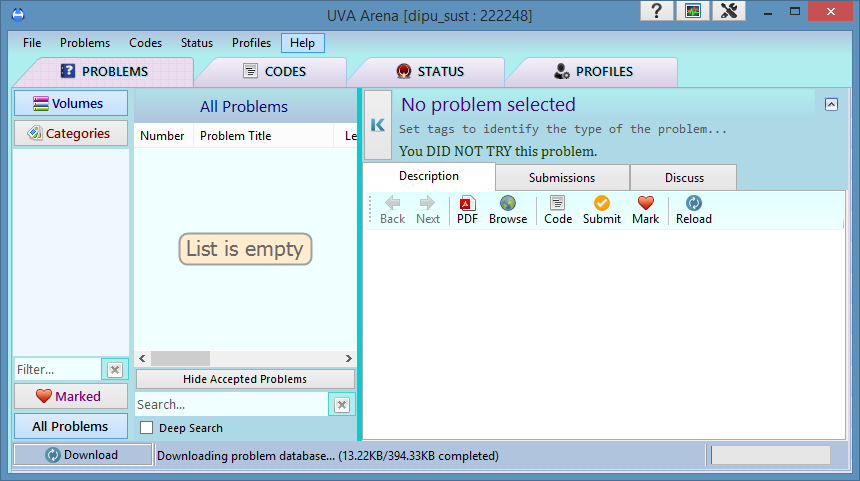 UVA Arena [dipu_sust : 222248]
File Problems Codes Status Profiles Help
PROBLEMS CODES STATUS PROFILES
Volumes
Categories
Filter...
Marked
All Problems
All Problems
Number Problem Title Le
List is empty
Hide Accepted Problems
Search...
Deep Search
No problem selected
Set tags to identify the type of the problem...
You DID NOT TRY this problem.
Description Submissions Discuss
Back Next PDF Browse Code Submit Mark Reload
Download Downloading problem database... (13.22KB/394.33KB completed)